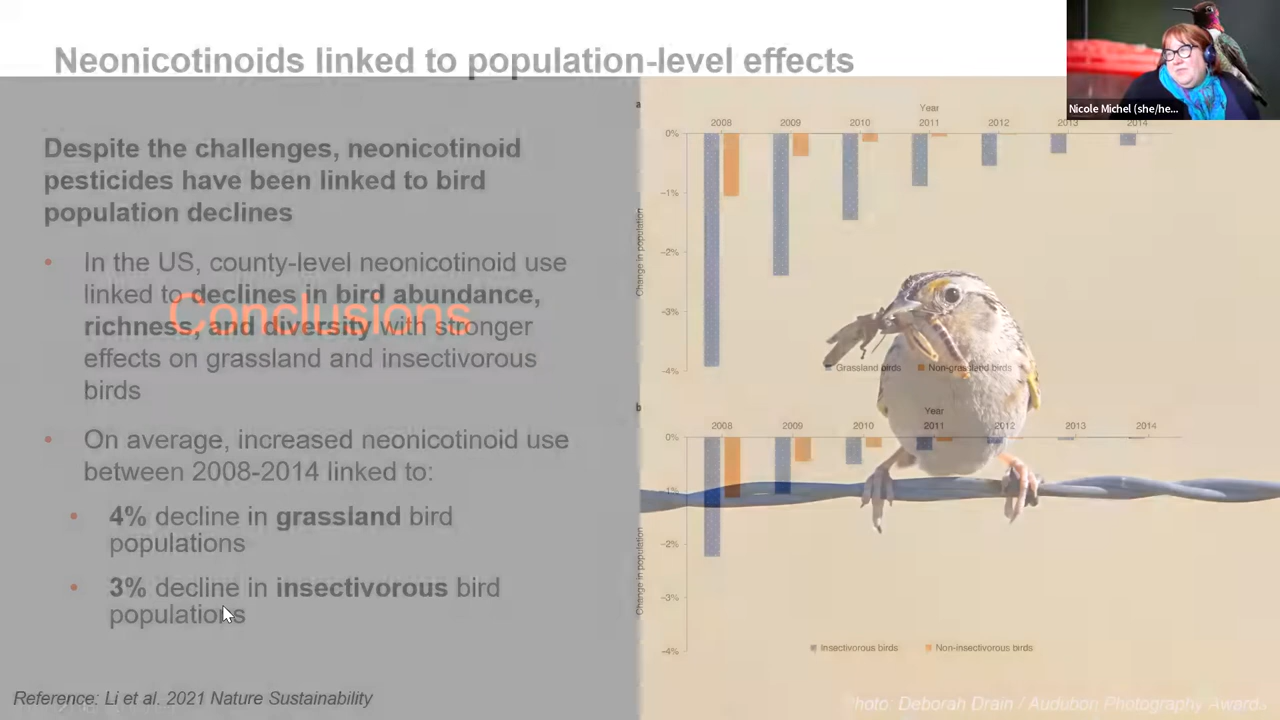 Neonicotinoids linked to population-level effects
Nicole Michel (she/he...
Despite the challenges, neonicotinoid
pesticides have been linked to bird
population declines
• In the US, county-level neonicotinoid use
linked to declines in bird abundance,
richness, and diversity with stronger
effects on grassland and insectivorous
birds
Conclusions
• On average, increased neonicotinoid use
between 2008-2014 linked to:
• 4% decline in grassland bird
populations
• 3% decline in insectivorous bird
populations
Reference: Li et al. 2021 Nature Sustainability
a
Year
2008 2009 2010 2011 2012 2013 2014
0%
-1%
-2%
-3%
-4%
Change in population
Grassland birds Non-grassland birds
b
Year
2008 2009 2010 2011 2012 2013 2014
0%
-1%
-2%
-3%
-4%
Change in population
Insectivorous birds Non-insectivorous birds
Photo: Deborah Drain / Audubon Photography Awards